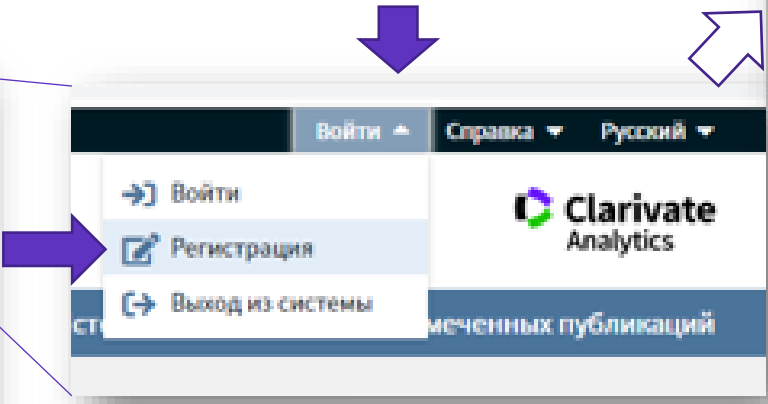 Войти Справка Русский
Войти
Clarivate
Analytics
Регистрация
Выход из системы
меченных публикаций